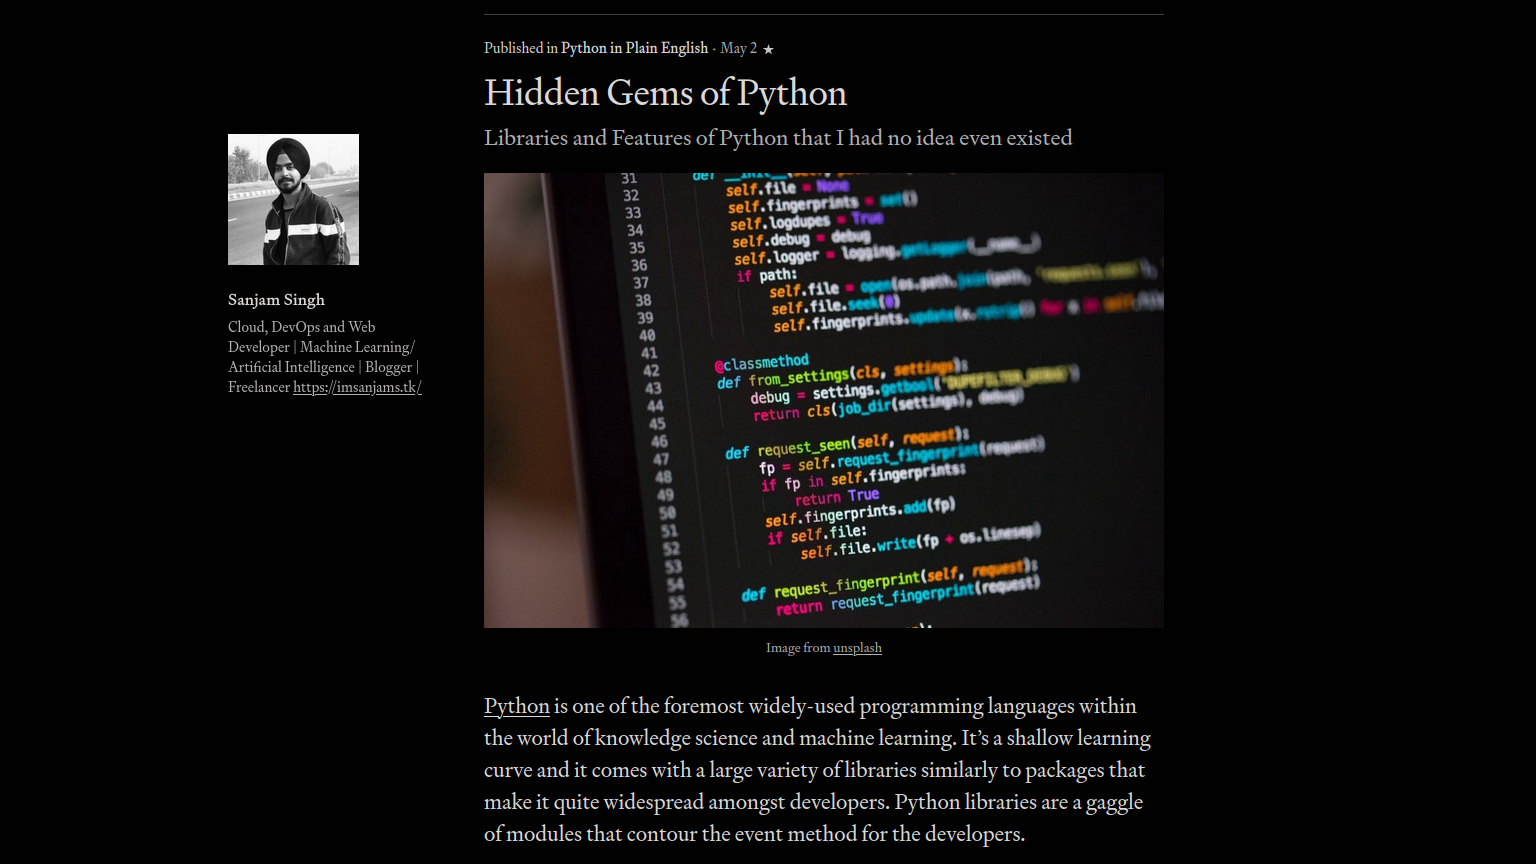 Published in Python in Plain English · May 2 ★
Hidden Gems of Python
Libraries and Features of Python that I had no idea even existed
Sanjam Singh
Cloud, DevOps and Web
Developer | Machine Learning/
Artificial Intelligence | Blogger |
Freelancer https://imsanjams.tk/
31 def __init__(self,
32 self.file = None
33 self.fingerprints = set()
34 self.logdupes = True
35 self.debug = debug
36 self.logger = logging.getLogger(__name__)
37 if path:
38 self.file = open(os.path.join(path,
39 self.file.seek(0)
40 self.fingerprints.update(
41
42 @classmethod
43 def from_settings(cls, settings):
44 debug = settings.getbool(
45 return cls(job_dir(settings), debug)
46
47 def request_seen(self, request):
48 fp = self.request_fingerprint(request)
49 if fp in self.fingerprints:
50 return True
51 self.fingerprints.add(fp)
52 if self.file:
53 self.file.write(fp + os.linesep)
54
55 def request_fingerprint(self, request):
56 return request_fingerprint(request)
Image from unsplash
Python is one of the foremost widely-used programming languages within
the world of knowledge science and machine learning. It’s a shallow learning
curve and it comes with a large variety of libraries similarly to packages that
make it quite widespread amongst developers. Python libraries are a gaggle
of modules that contour the event method for the developers.